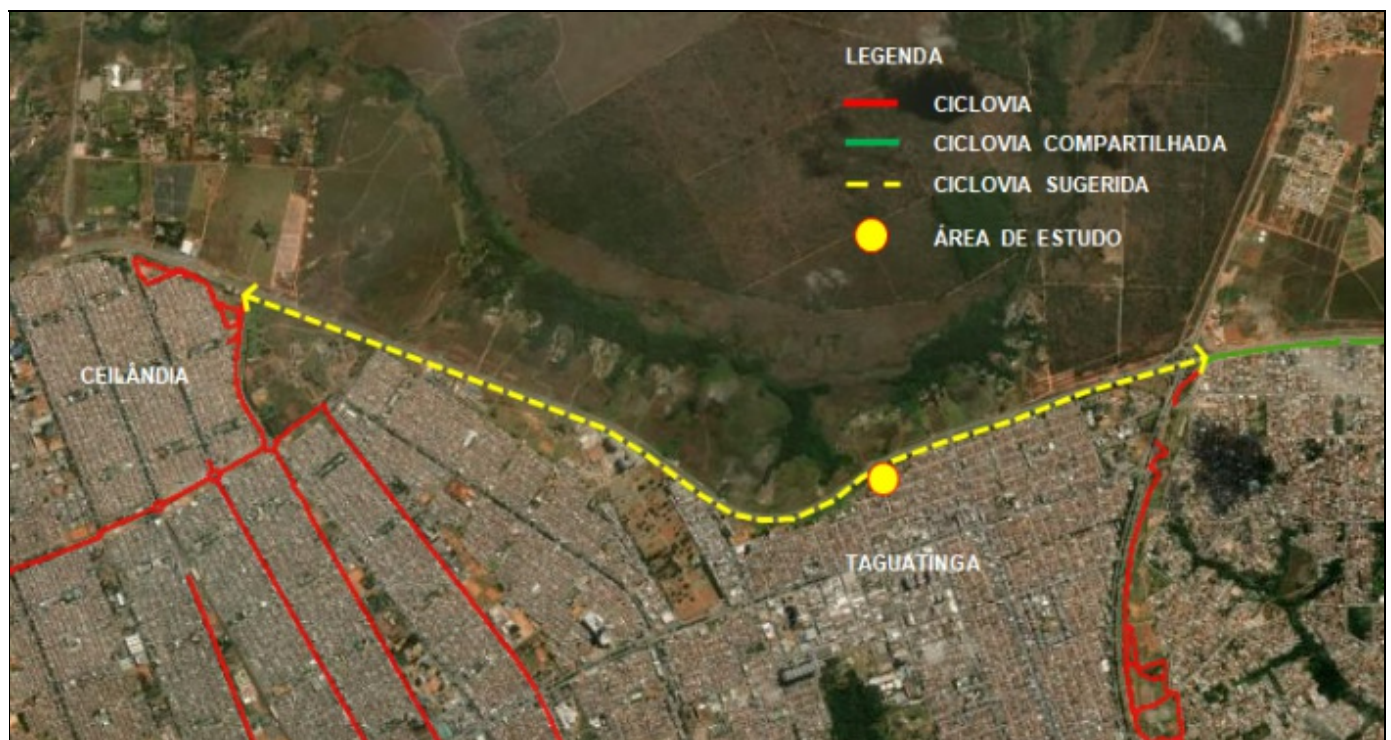 LEGENDA
CICLOVIA
CICLOVIA COMPARTILHADA
CICLOVIA SUGERIDA
ÁREA DE ESTUDO
CEILÂNDIA
TAGUATINGA